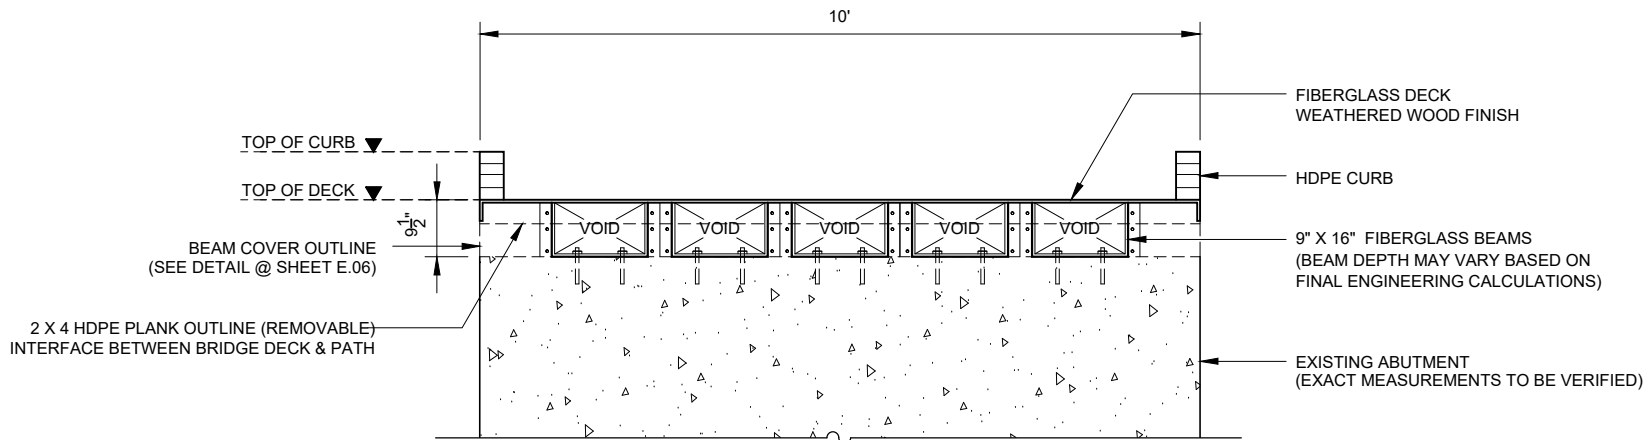 10'
FIBERGLASS DECK
WEATHERED WOOD FINISH
TOP OF CURB
HDPE CURB
TOP OF DECK
9 1/2"
VOID VOID VOID VOID VOID
BEAM COVER OUTLINE
(SEE DETAIL @ SHEET E.06)
9" X 16" FIBERGLASS BEAMS
(BEAM DEPTH MAY VARY BASED ON
FINAL ENGINEERING CALCULATIONS)
2 X 4 HDPE PLANK OUTLINE (REMOVABLE)
INTERFACE BETWEEN BRIDGE DECK & PATH
EXISTING ABUTMENT
(EXACT MEASUREMENTS TO BE VERIFIED)